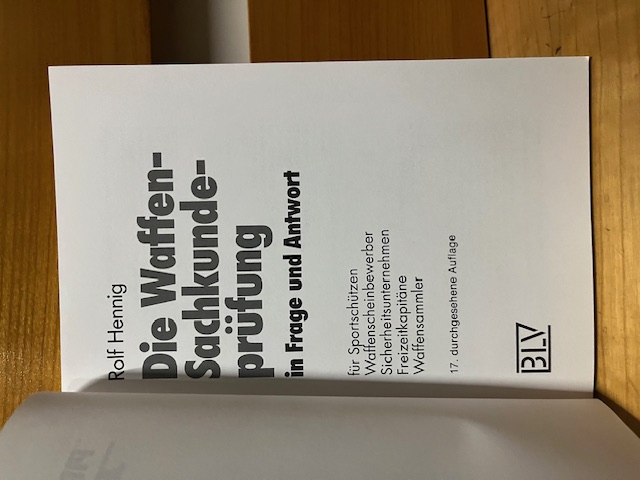 Rolf Hennig
Die Waffen-
Sachkunde-
prüfung
in Frage und Antwort
für Sportschützen
Waffenscheinbewerber
Sicherheitsunternehmen
Freizeitkapitäne
Waffensammler
17. durchgesehene Auflage
BLV